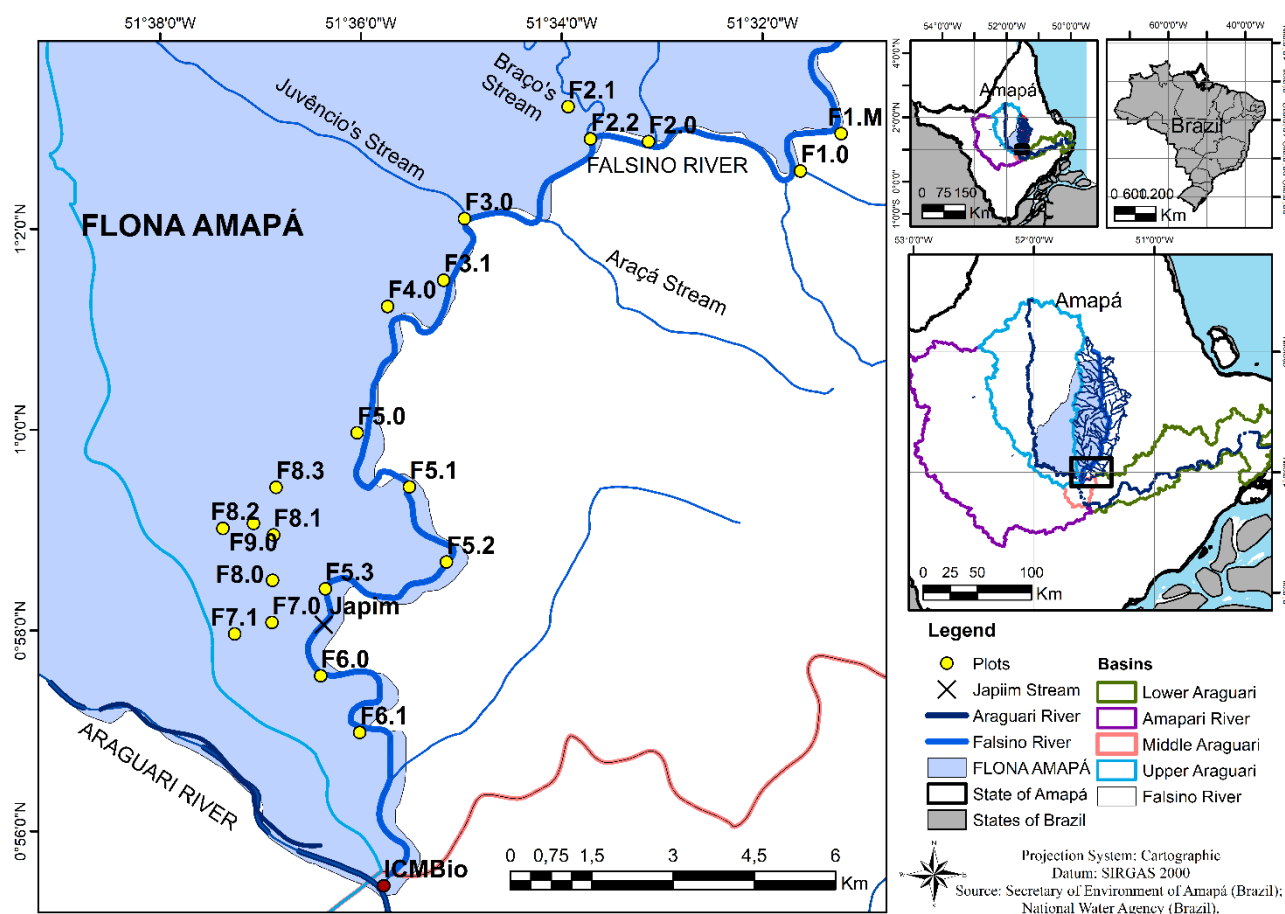 51°38'0"W
51°36'0"W
51°34'0"W
51°32'0"W
1°2'0"N
1°0'0"N
0°58'0"N
0°56'0"N
Juvêncio's Stream
Braço's
Stream
F2.1
F2.2
F2.0
F1.M
F1.0
FALSINO RIVER
FLONA AMAPÁ
F3.0
F3.1
Araçá Stream
F4.0
F5.0
F5.1
F8.3
F8.2
F8.1
F9.0
F5.2
F8.0
F5.3
F7.0
Japim
F7.1
F6.0
F6.1
ARAGUARI RIVER
ICMBio
0 0,75 1,5 3 4,5 6
Km
54°0'0"W
52°0'0"W
50°0'0"W
4°0'0"N
2°0'0"N
0°0'0"
Amapá
0 75 150
Km
60°0'0"W
40°0'0"W
Brazil
0 600 1.200
Km
53°0'0"W
52°0'0"W
51°0'0"W
Amapá
0 25 50 100
Km
Legend
Plots
Japiim Stream
Araguari River
Falsino River
FLONA AMAPÁ
State of Amapá
States of Brazil
Basins
Lower Araguari
Amapari River
Middle Araguari
Upper Araguari
Falsino River
N
Projection System: Cartographic
Datum: SIRGAS 2000
Source: Secretary of Environment of Amapá (Brazil);
National Water Agency (Brazil).